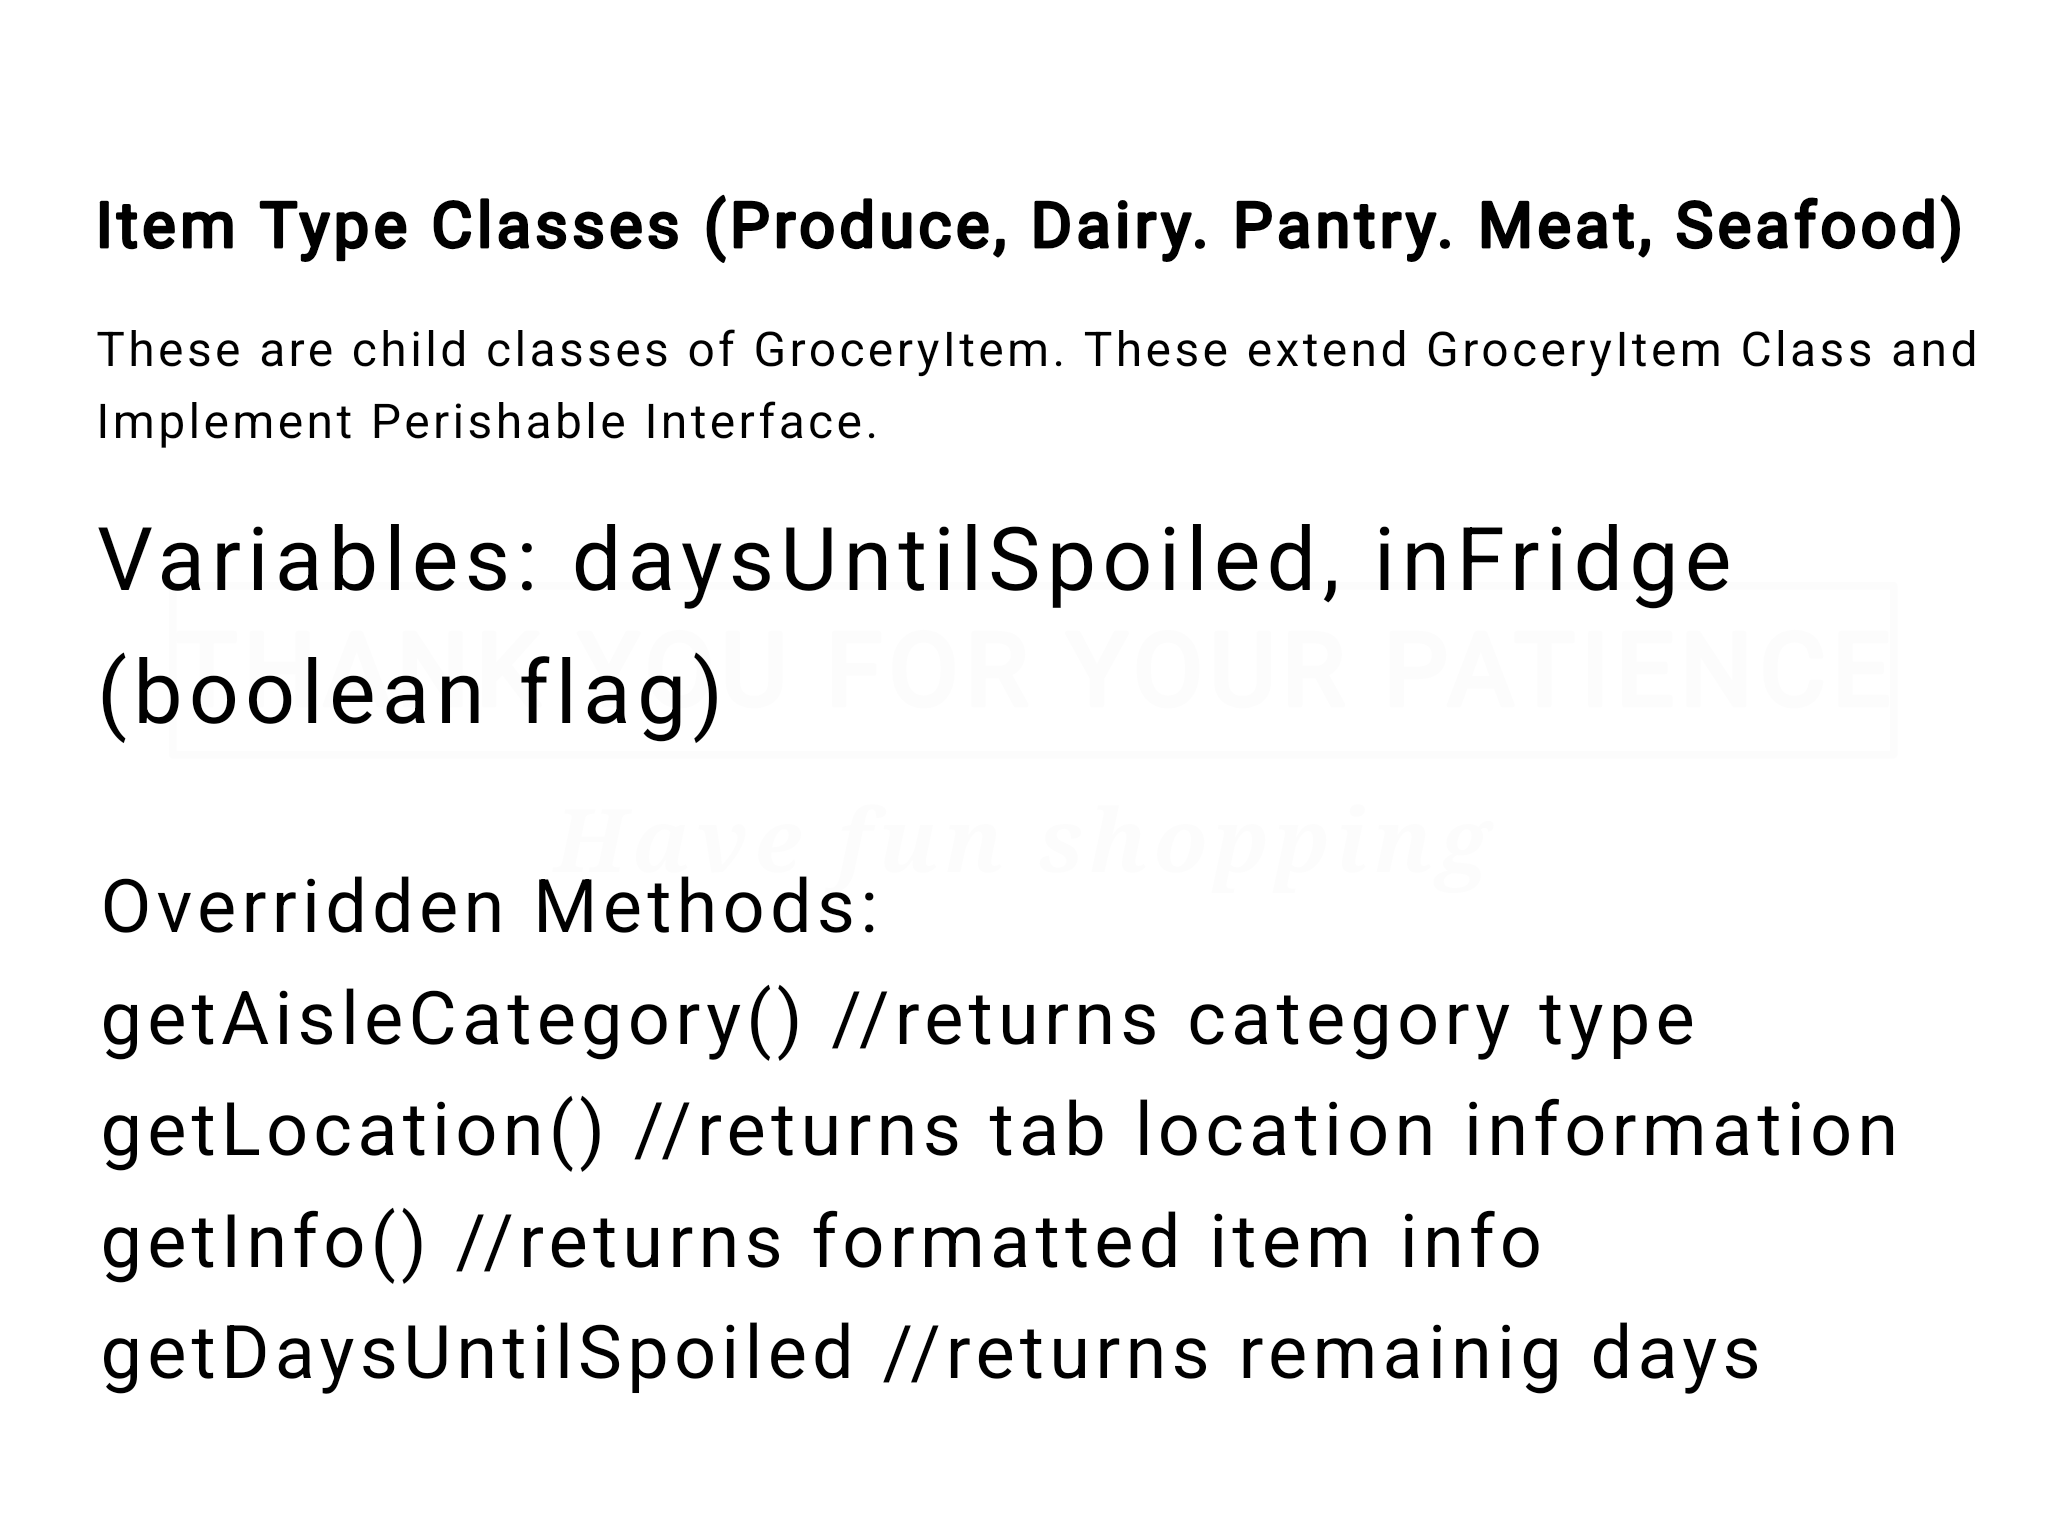 Item Type Classes (Produce, Dairy. Pantry. Meat, Seafood)
These are child classes of GroceryItem. These extend GroceryItem Class and
Implement Perishable Interface.
Variables: daysUntilSpoiled, inFridge
(boolean flag)
THANK YOU FOR YOUR PATIENCE
Have fun shopping
Overridden Methods:
getAisleCategory() //returns category type
getLocation() //returns tab location information
getInfo() //returns formatted item info
getDaysUntilSpoiled //returns remainig days